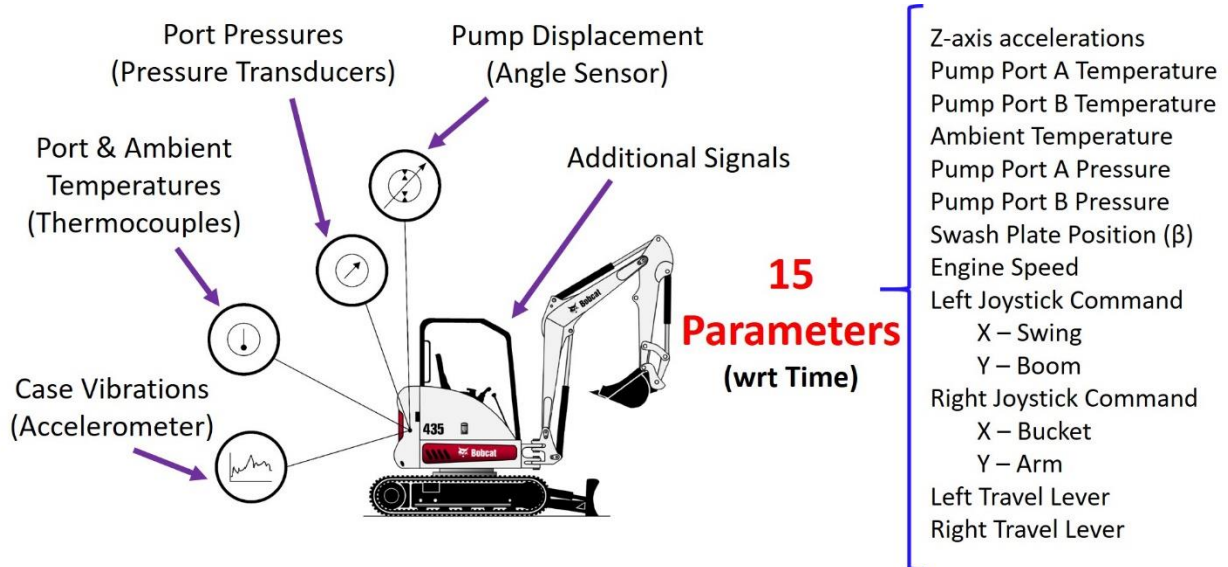 Port Pressures
(Pressure Transducers)
Pump Displacement
(Angle Sensor)
Port & Ambient
Temperatures
(Thermocouples)
Additional Signals
Case Vibrations
(Accelerometer)
Bobcat
435
Bobcat
15
Parameters
(wrt Time)
Z-axis accelerations
Pump Port A Temperature
Pump Port B Temperature
Ambient Temperature
Pump Port A Pressure
Pump Port B Pressure
Swash Plate Position (β)
Engine Speed
Left Joystick Command
X – Swing
Y – Boom
Right Joystick Command
X – Bucket
Y – Arm
Left Travel Lever
Right Travel Lever